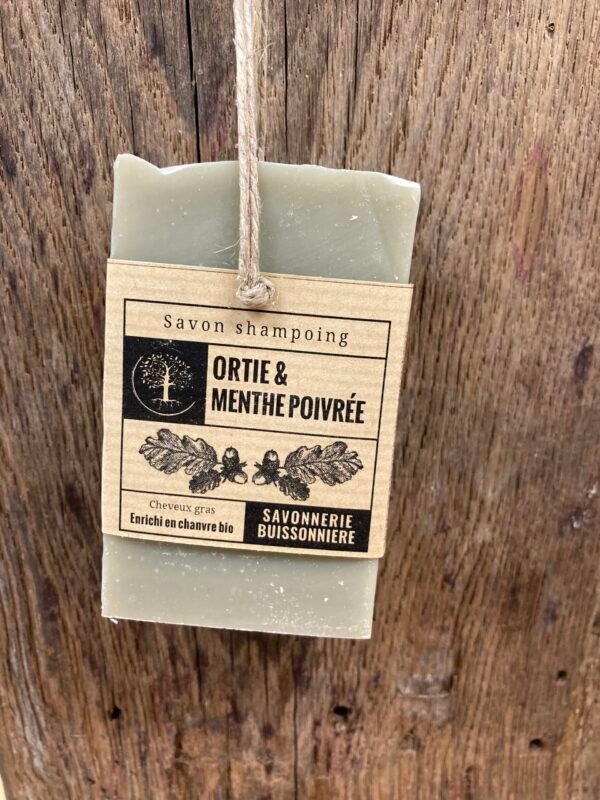 Savon shampoing
ORTIE &
MENTHE POIVRÉE
Cheveux gras
Enrichi en chanvre bio
SAVONNERIE
BUISSONNIERE